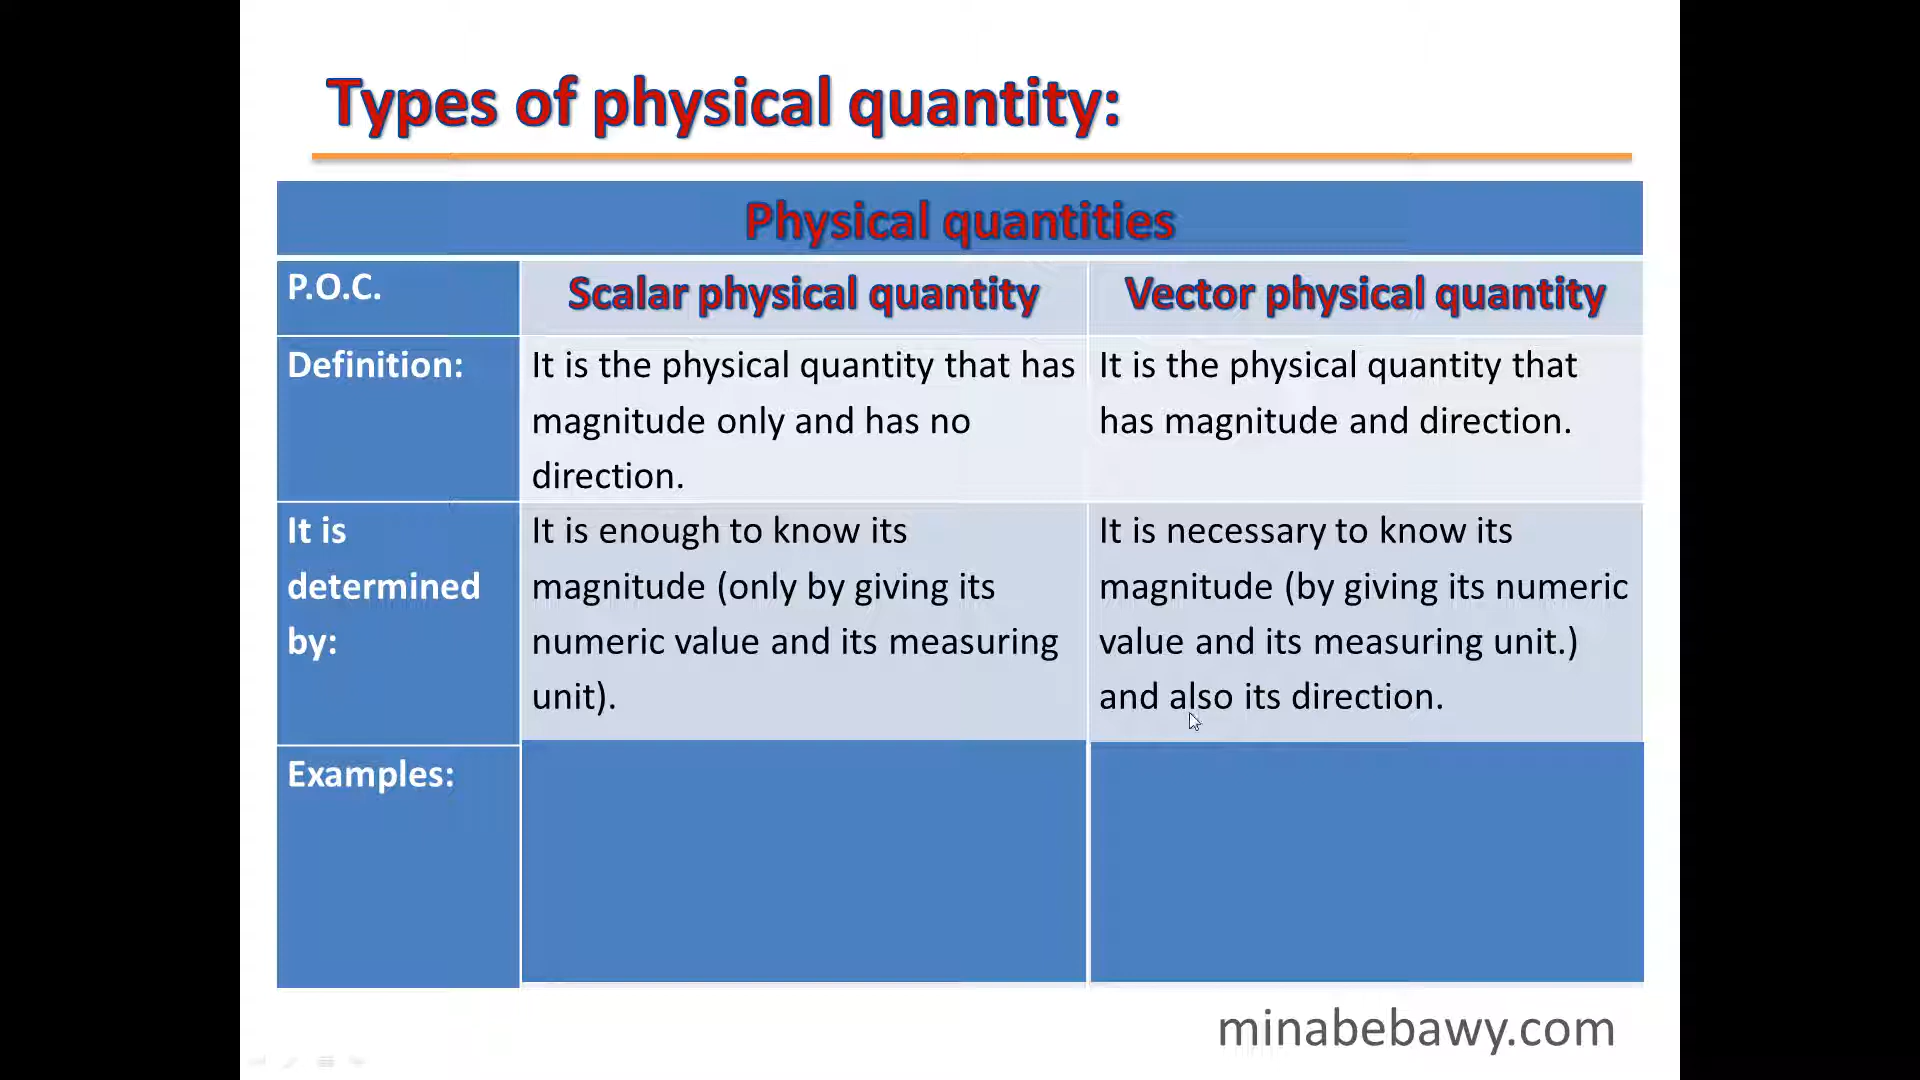 Types of physical quantity:
Physical quantities
P.O.C.
Scalar physical quantity
Vector physical quantity
Definition:
It is the physical quantity that has
magnitude only and has no
direction.
It is the physical quantity that
has magnitude and direction.
It is
determined
by:
It is enough to know its
magnitude (only by giving its
numeric value and its measuring
unit).
It is necessary to know its
magnitude (by giving its numeric
value and its measuring unit.)
and also its direction.
Examples:
minabebawy.com